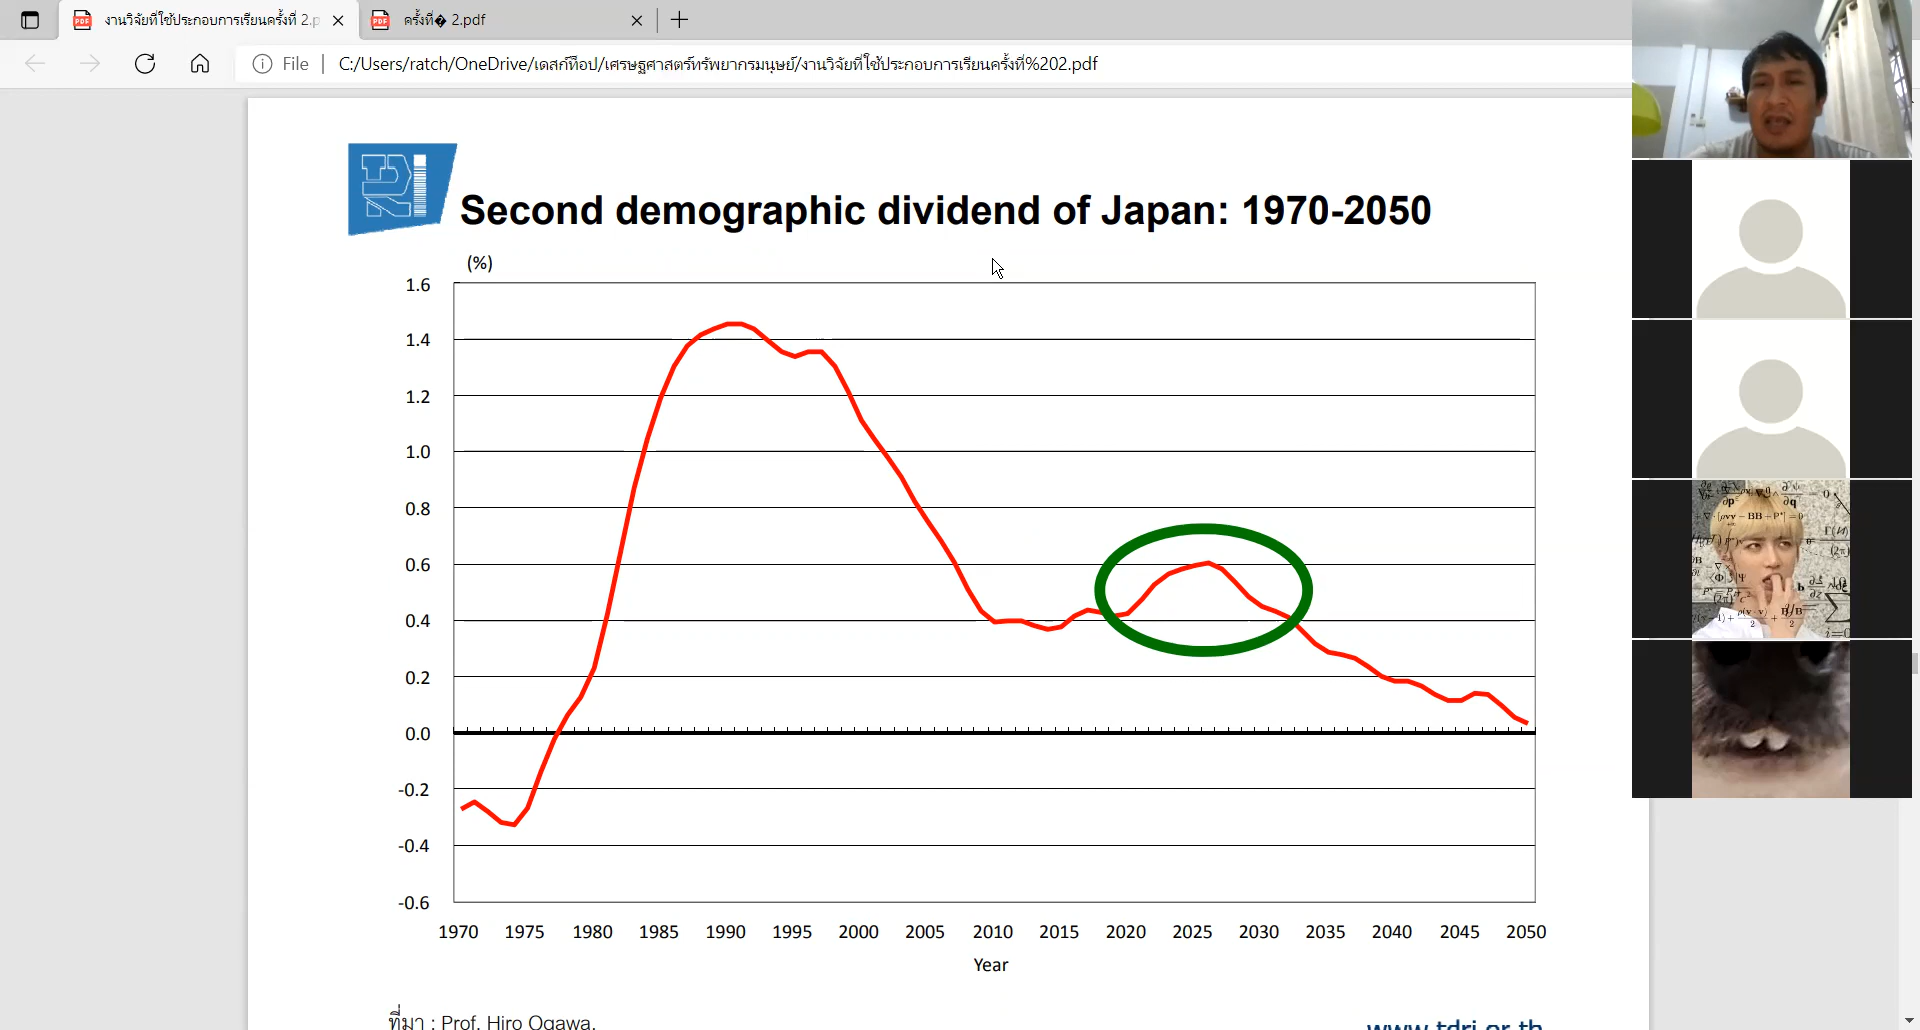 งานวิจัยที่ใช้ประกอบการเรียนครั้งที่ 2.p
ครั้งที่� 2.pdf
File
C:/Users/ratch/OneDrive/เดสก์ท็อป/เศรษฐศาสตร์ทรัพยากรมนุษย์/งานวิจัยที่ใช้ประกอบการเรียนครั้งที่%202.pdf
TDRI
Second demographic dividend of Japan: 1970-2050
(%)
1.6
1.4
1.2
1.0
0.8
0.6
0.4
0.2
0.0
-0.2
-0.4
-0.6
1970 1975 1980 1985 1990 1995 2000 2005 2010 2015 2020 2025 2030 2035 2040 2045 2050
Year
ที่มา : Prof. Hiro Ogawa.
www.tdri.or.th